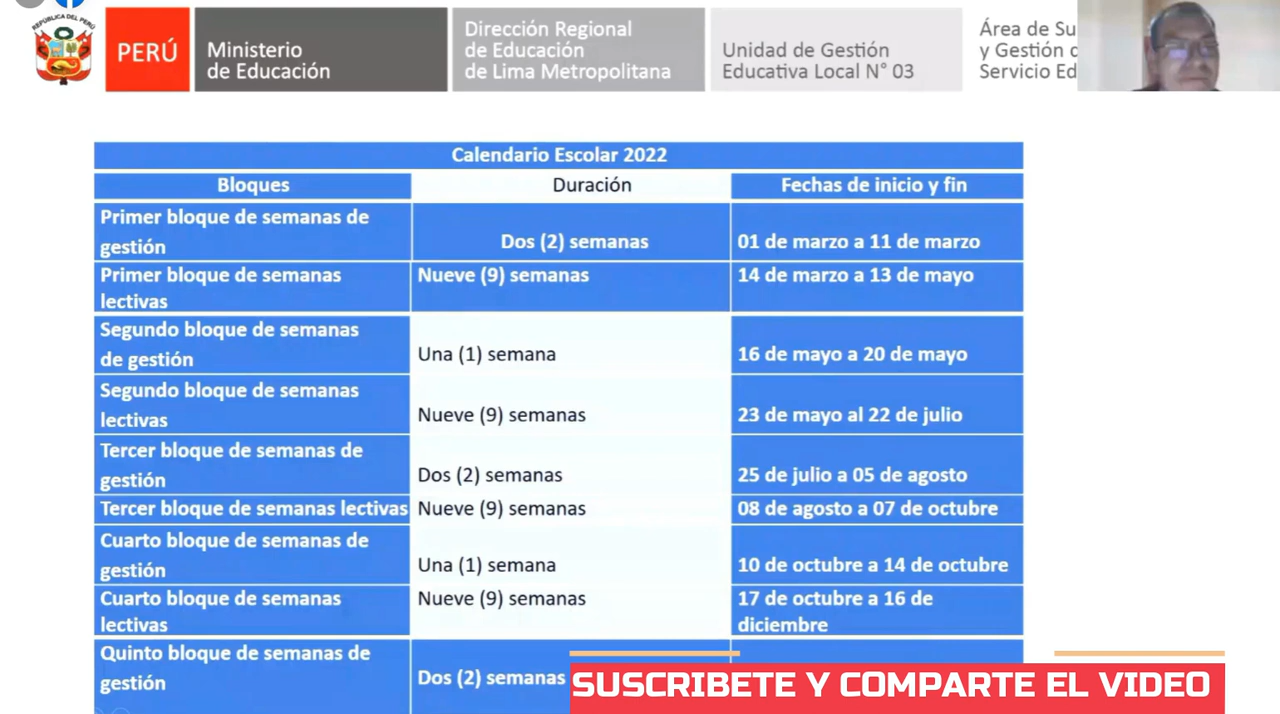 REPÚBLICA DEL PERÚ
PERÚ
Ministerio
de Educación
Dirección Regional
de Educación
de Lima Metropolitana
Unidad de Gestión
Educativa Local N° 03
Área de Su
y Gestión
Servicio Ed
Calendario Escolar 2022
Bloques Duración Fechas de inicio y fin
Primer bloque de semanas de
gestión
Dos (2) semanas
01 de marzo a 11 de marzo
Primer bloque de semanas
lectivas
Nueve (9) semanas
14 de marzo a 13 de mayo
Segundo bloque de semanas
de gestión
Una (1) semana
16 de mayo a 20 de mayo
Segundo bloque de semanas
lectivas
Nueve (9) semanas
23 de mayo al 22 de julio
Tercer bloque de semanas de
gestión
Dos (2) semanas
25 de julio a 05 de agosto
Tercer bloque de semanas lectivas
Nueve (9) semanas
08 de agosto a 07 de octubre
Cuarto bloque de semanas de
gestión
Una (1) semana
10 de octubre a 14 de octubre
Cuarto bloque de semanas
lectivas
Nueve (9) semanas
17 de octubre a 16 de
diciembre
Quinto bloque de semanas de
gestión
Dos (2) semanas
SUSCRIBETE Y COMPARTE EL VIDEO